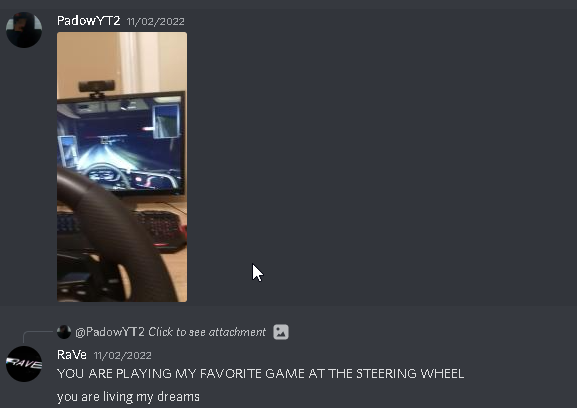 PadowYT2 11/02/2022
@PadowYT2 Click to see attachment
RAVE
RaVe 11/02/2022
YOU ARE PLAYING MY FAVORITE GAME AT THE STEERING WHEEL
you are living my dreams